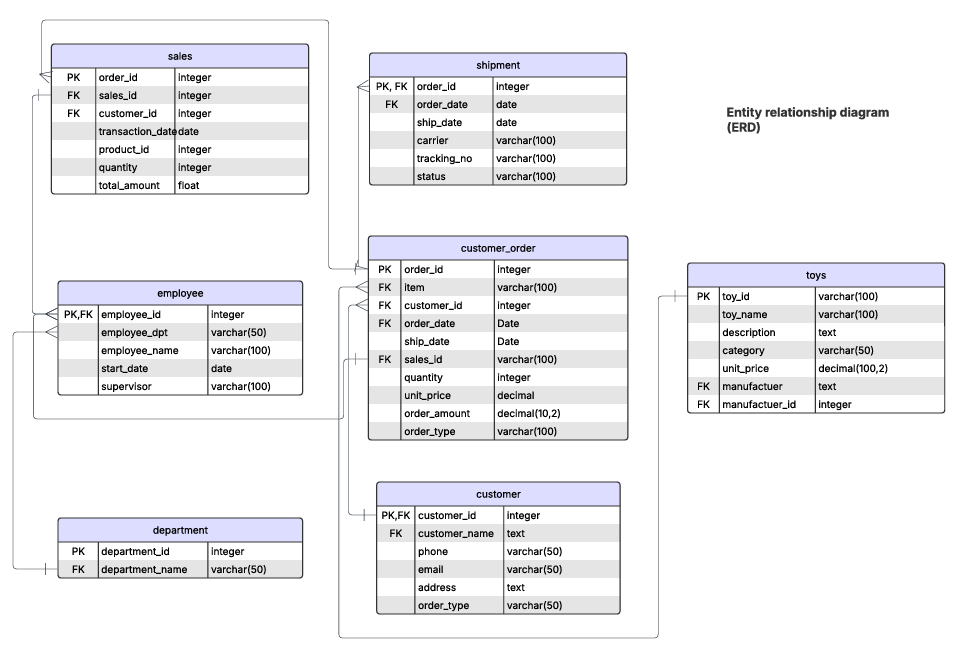 sales
PK order_id integer
FK sales_id integer
FK customer_id integer
transaction_date date
product_id integer
quantity integer
total_amount float
shipment
PK, FK order_id integer
FK order_date date
ship_date date
carrier varchar(100)
tracking_no varchar(100)
status varchar(100)
Entity relationship diagram
(ERD)
customer_order
PK order_id integer
FK item varchar(100)
FK customer_id integer
FK order_date Date
ship_date Date
FK sales_id varchar(100)
quantity integer
unit_price decimal
order_amount decimal(10,2)
order_type varchar(100)
toys
PK toy_id varchar(100)
toy_name varchar(100)
description text
category varchar(50)
unit_price decimal(100,2)
FK manufactuer text
FK manufactuer_id integer
employee
PK,FK employee_id integer
employee_dpt varchar(50)
employee_name varchar(100)
start_date date
supervisor varchar(100)
customer
PK,FK customer_id integer
FK customer_name text
phone varchar(50)
email varchar(50)
address text
order_type varchar(50)
department
PK department_id integer
FK department_name varchar(50)